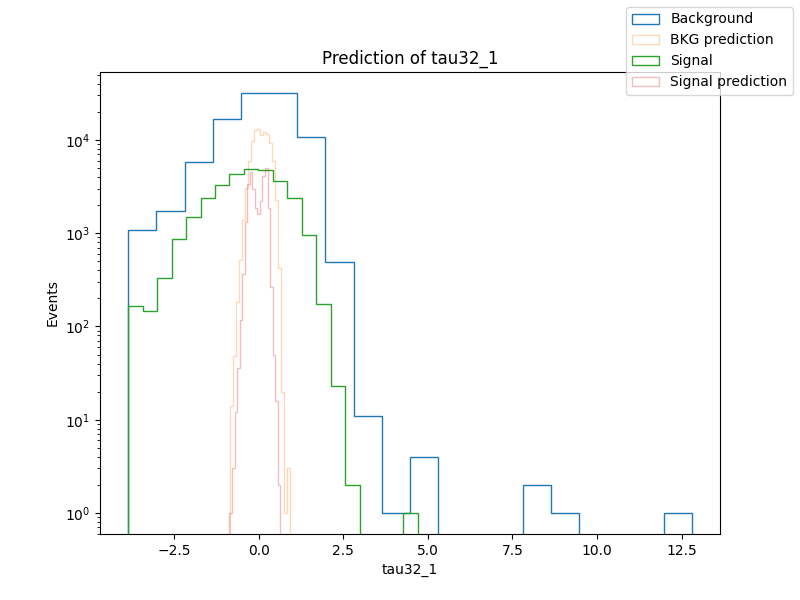 Prediction of tau32_1
Background
BKG prediction
Signal
Signal prediction
Events
10^4
10^3
10^2
10^1
10^0
−2.5 0.0 2.5 5.0 7.5 10.0 12.5
tau32_1